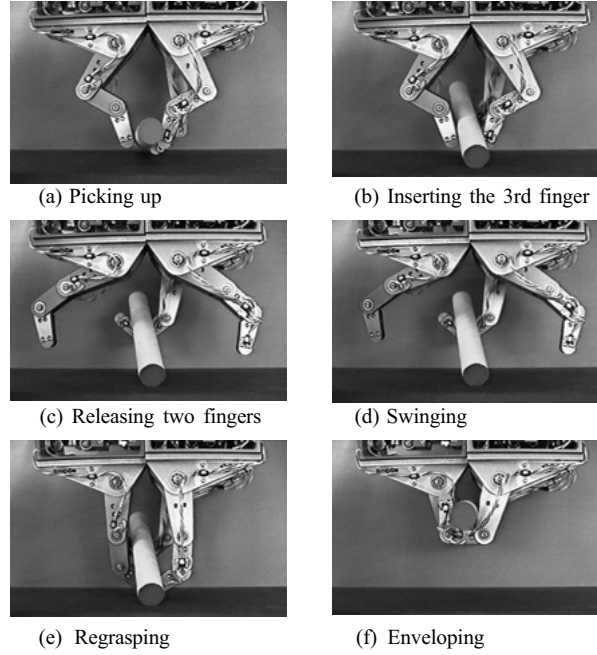 (a) Picking up
(b) Inserting the 3rd finger
(c) Releasing two fingers
(d) Swinging
(e) Regrasping
(f) Enveloping